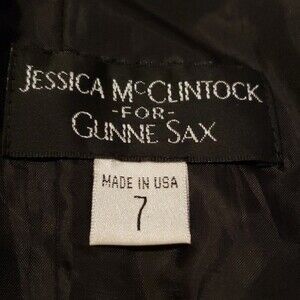 JESSICA McCLINTOCK
-FOR-
GUNNE SAX
MADE IN USA
7